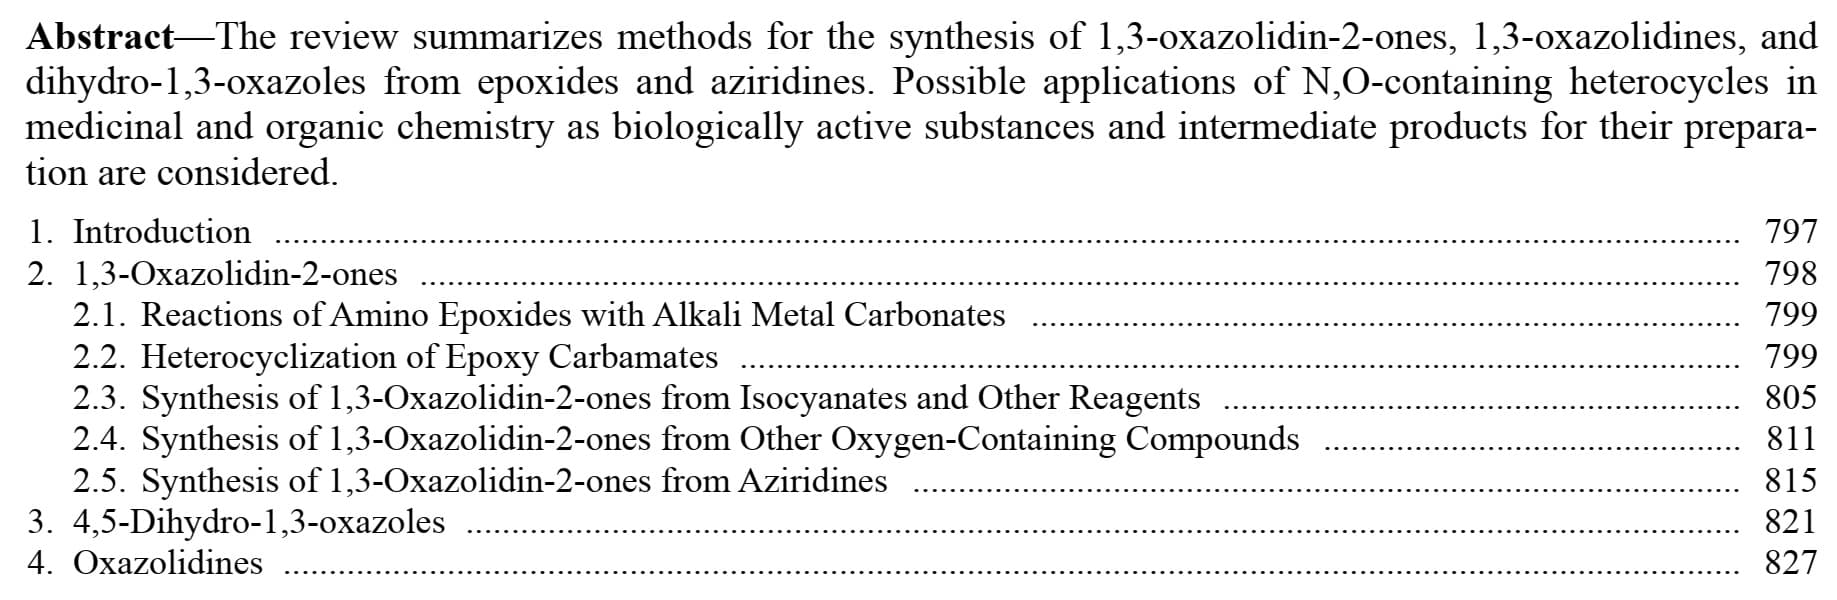 Abstract—The review summarizes methods for the synthesis of 1,3-oxazolidin-2-ones, 1,3-oxazolidines, and
dihydro-1,3-oxazoles from epoxides and aziridines. Possible applications of N,O-containing heterocycles in
medicinal and organic chemistry as biologically active substances and intermediate products for their prepara-
tion are considered.
1. Introduction ........................................ 797
2. 1,3-Oxazolidin-2-ones ........................................ 798
2.1. Reactions of Amino Epoxides with Alkali Metal Carbonates ........................................ 799
2.2. Heterocyclization of Epoxy Carbamates ........................................ 799
2.3. Synthesis of 1,3-Oxazolidin-2-ones from Isocyanates and Other Reagents ........................................ 805
2.4. Synthesis of 1,3-Oxazolidin-2-ones from Other Oxygen-Containing Compounds ........................................ 811
2.5. Synthesis of 1,3-Oxazolidin-2-ones from Aziridines ........................................ 815
3. 4,5-Dihydro-1,3-oxazoles ........................................ 821
4. Oxazolidines ........................................ 827